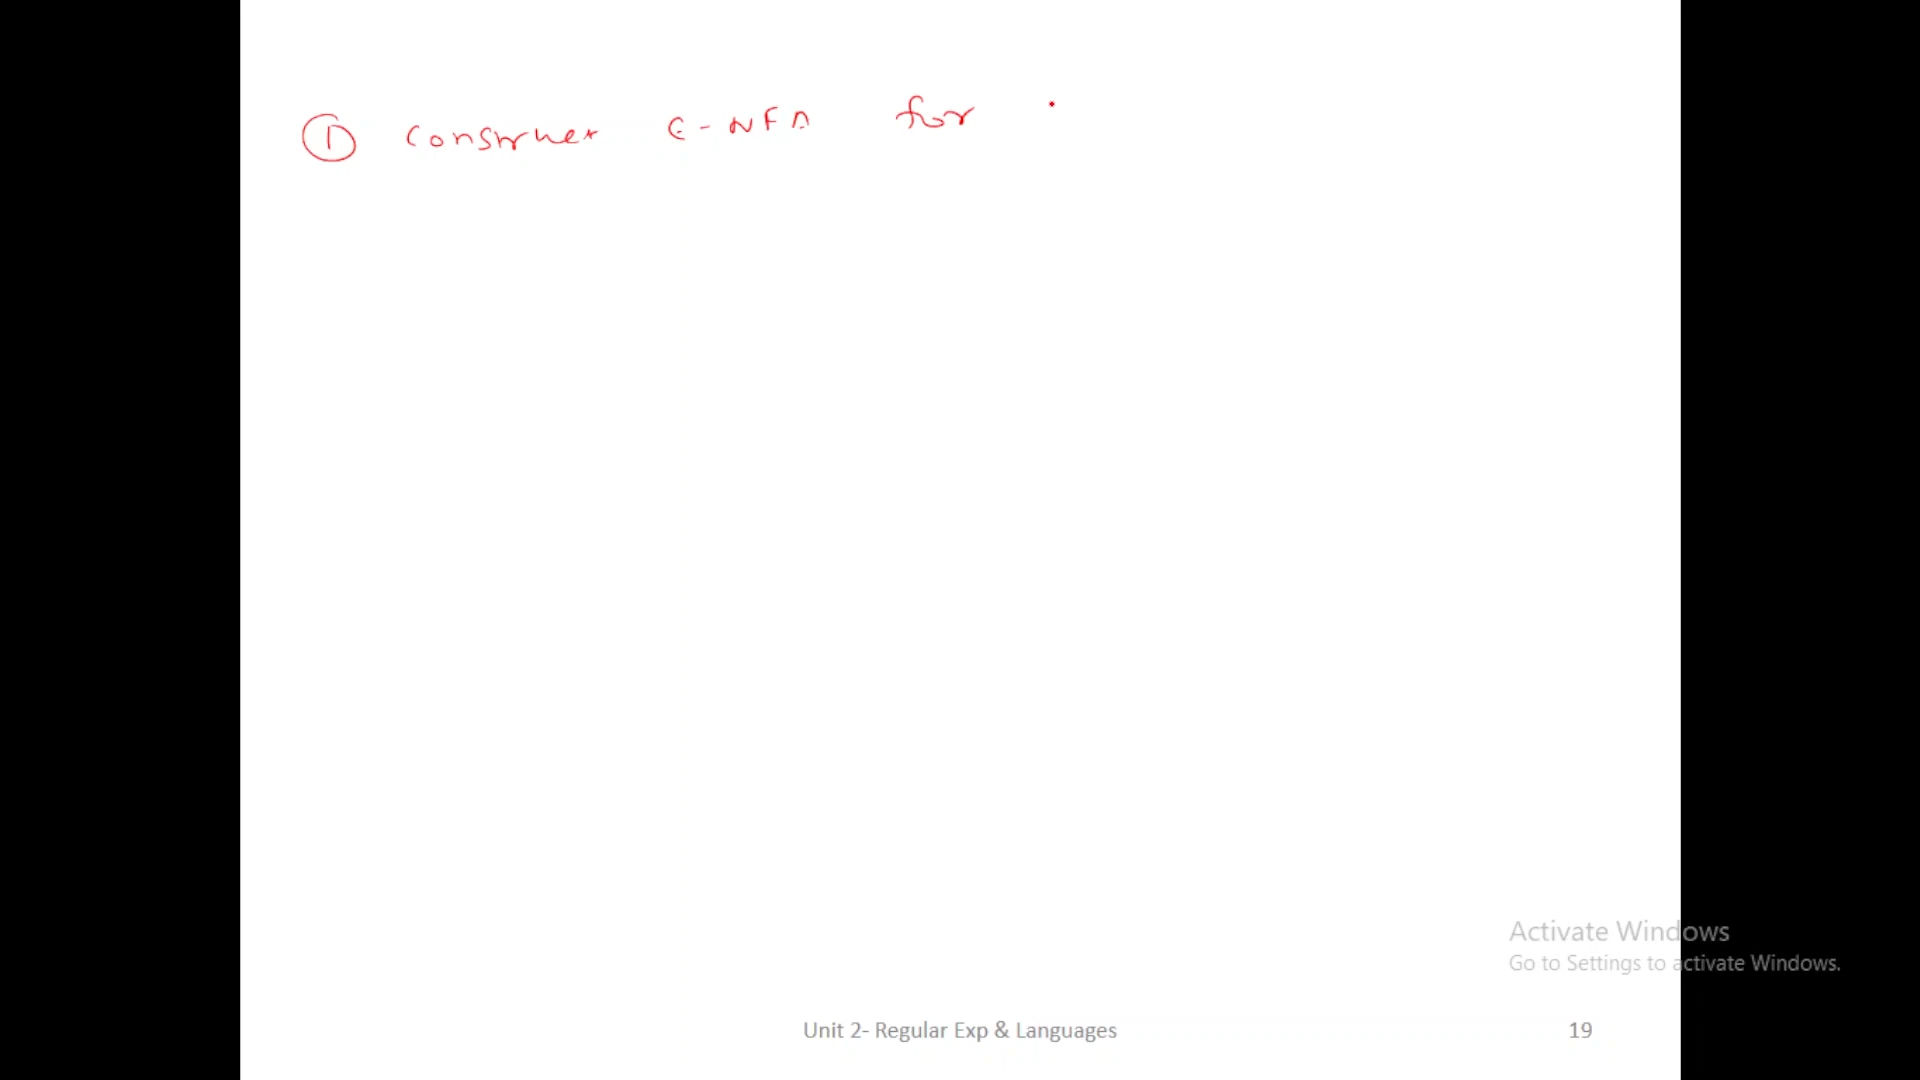 ① Construct ε-NFA for
Activate Windows
Go to Settings to activate Windows.
Unit 2- Regular Exp & Languages
19